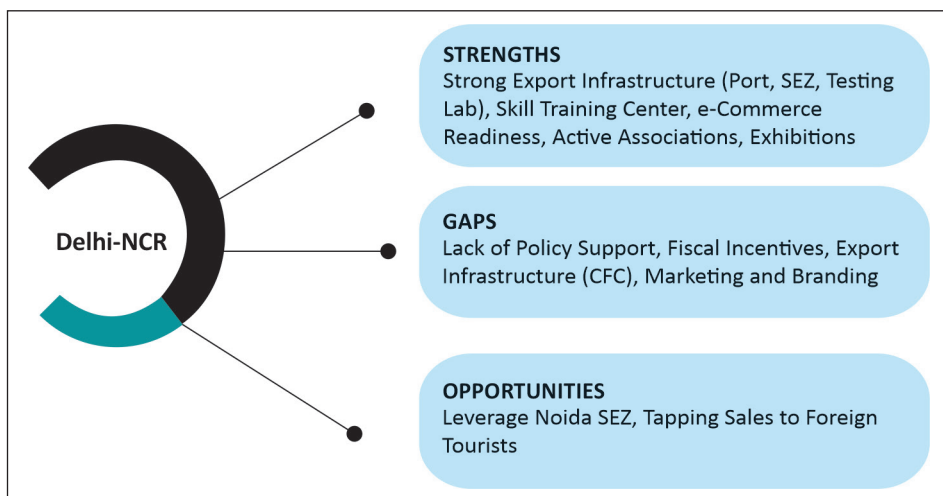 Delhi-NCR
STRENGTHS
Strong Export Infrastructure (Port, SEZ, Testing
Lab), Skill Training Center, e-Commerce
Readiness, Active Associations, Exhibitions
GAPS
Lack of Policy Support, Fiscal Incentives, Export
Infrastructure (CFC), Marketing and Branding
OPPORTUNITIES
Leverage Noida SEZ, Tapping Sales to Foreign
Tourists